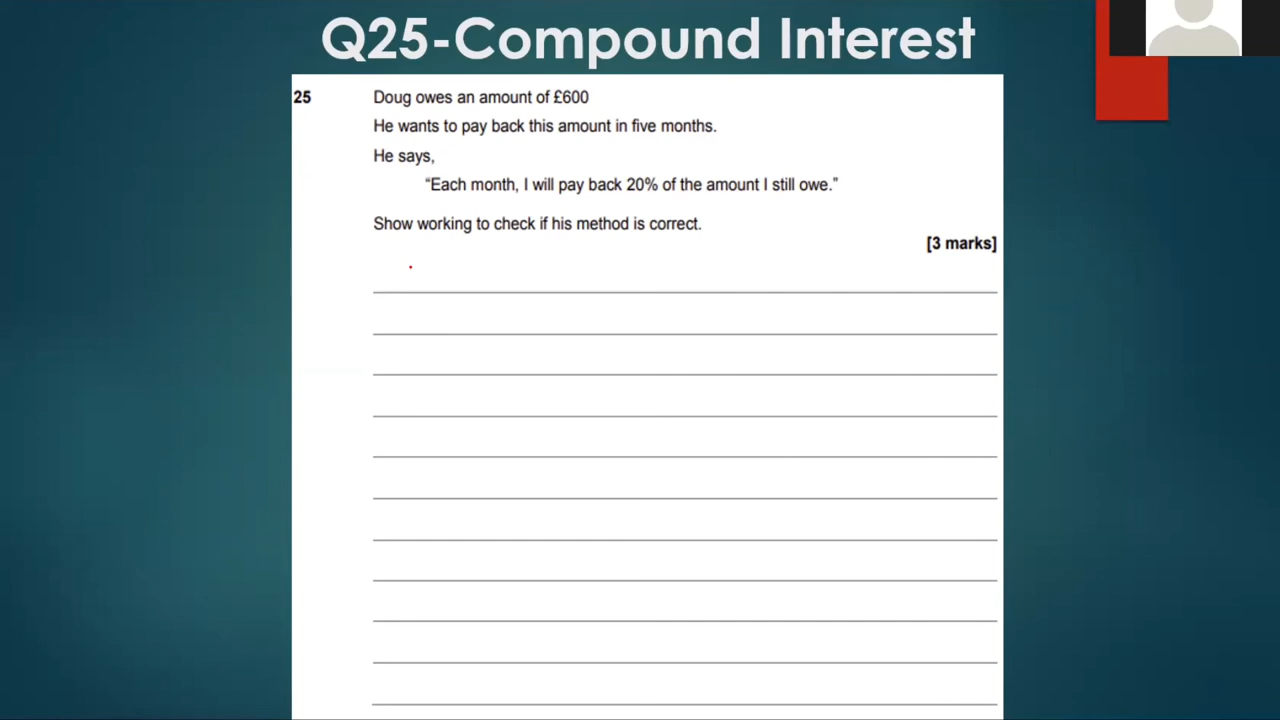 Q25-Compound Interest
25 Doug owes an amount of £600
He wants to pay back this amount in five months.
He says,
“Each month, I will pay back 20% of the amount I still owe.”
Show working to check if his method is correct.
[3 marks]